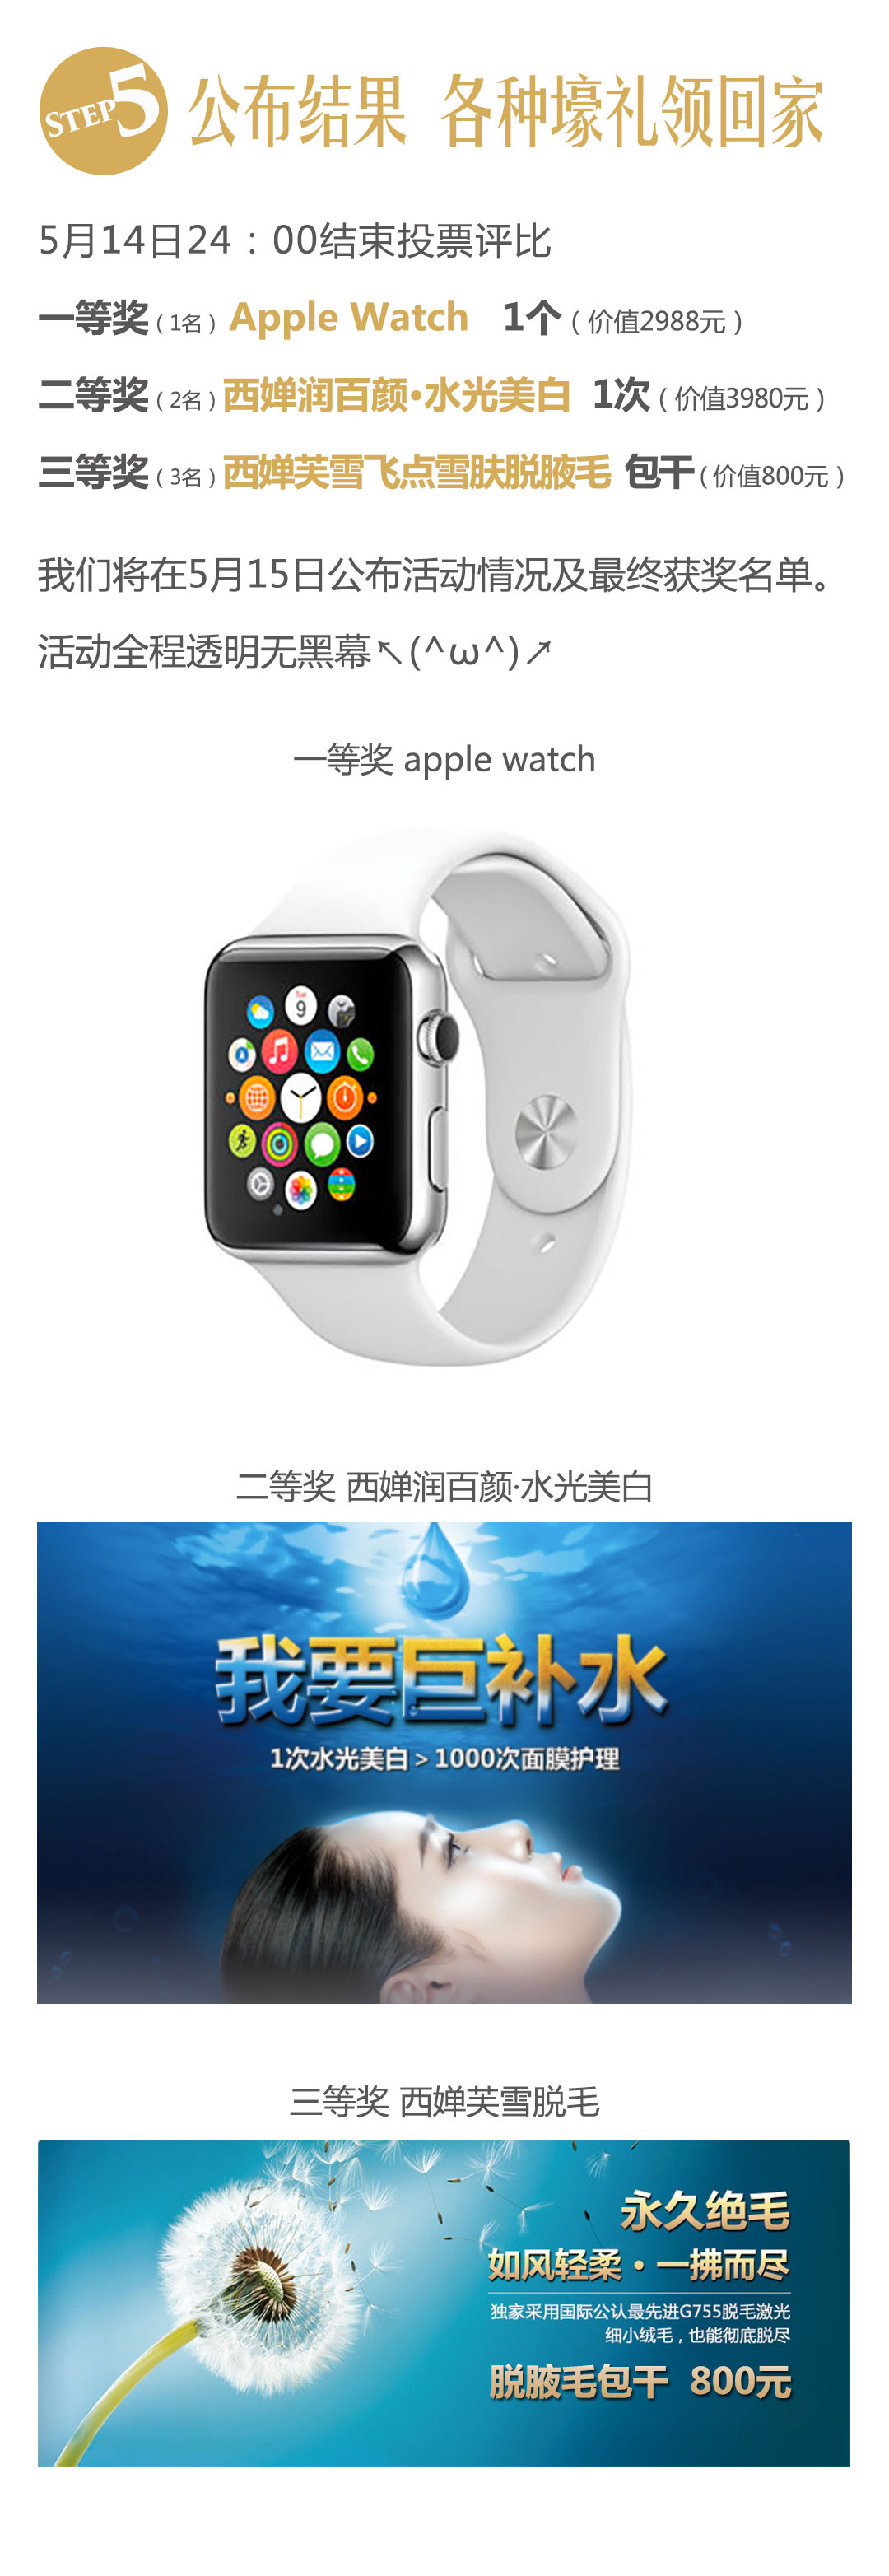 STEP5 公布结果 各种壕礼领回家
5月14日24：00结束投票评比
一等奖（1名）Apple Watch 1个（价值2988元）
二等奖（2名）西婵润百颜·水光美白 1次（价值3980元）
三等奖（3名）西婵芙雪飞点雪肤脱腋毛 包干（价值800元）
我们将在5月15日公布活动情况及最终获奖名单。
活动全程透明无黑幕↖(^ω^)↗
一等奖 apple watch
Tue
9
二等奖 西婵润百颜·水光美白
我要巨补水
1次水光美白＞1000次面膜护理
三等奖 西婵芙雪脱毛
永久绝毛
如风轻柔·一拂而尽
独家采用国际公认最先进G755脱毛激光
细小绒毛，也能彻底脱尽
脱腋毛包干 800元